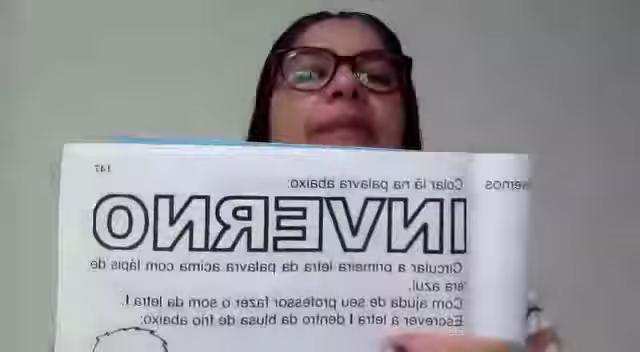 147
Colar lã na palavra abaixo:
INVERNO
Circular a primeira letra da palavra acima com lápis de
cera azul.
Com ajuda de seu professor fazer o som da letra I.
Escrever a letra I dentro da blusa de frio abaixo: